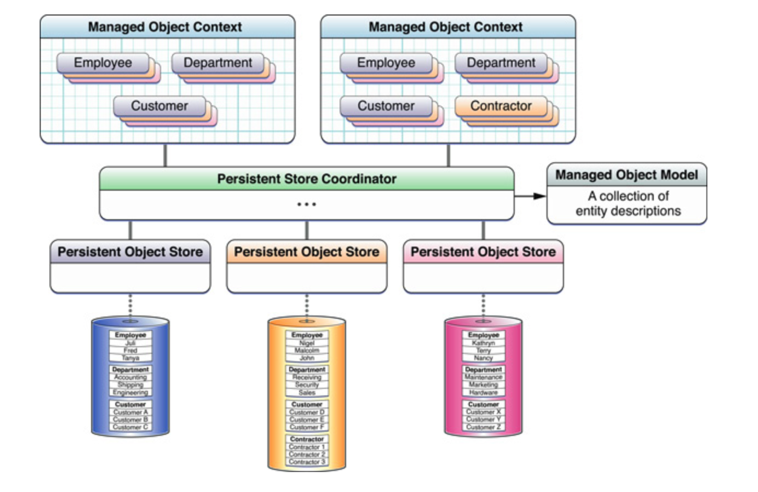 Managed Object Context
Employee
Department
Customer
Managed Object Context
Employee
Department
Customer
Contractor
Persistent Store Coordinator
•••
Managed Object Model
A collection of
entity descriptions
Persistent Object Store
Persistent Object Store
Persistent Object Store
Employee
Juli
Fred
Tanya
Department
Accounting
Shipping
Engineering
Customer
Customer A
Customer B
Customer C
Employee
Nigel
Malcolm
John
Department
Receiving
Security
Sales
Customer
Customer D
Customer E
Customer F
Contractor
Contractor 1
Contractor 2
Contractor 3
Employee
Kathryn
Terry
Nancy
Department
Maintenance
Marketing
Hardware
Customer
Customer X
Customer Y
Customer Z